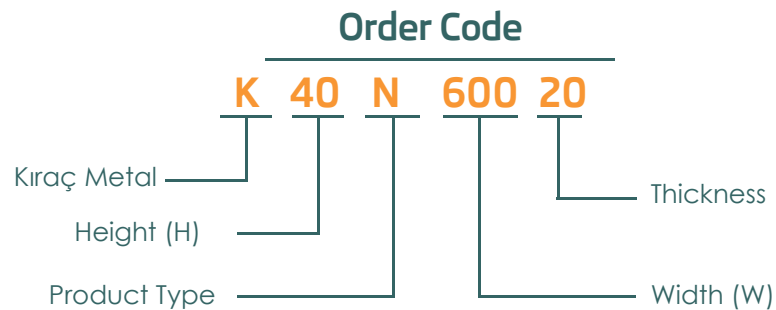 Order Code
K 40 N 600 20
Kıraç Metal
Thickness
Height (H)
Product Type
Width (W)